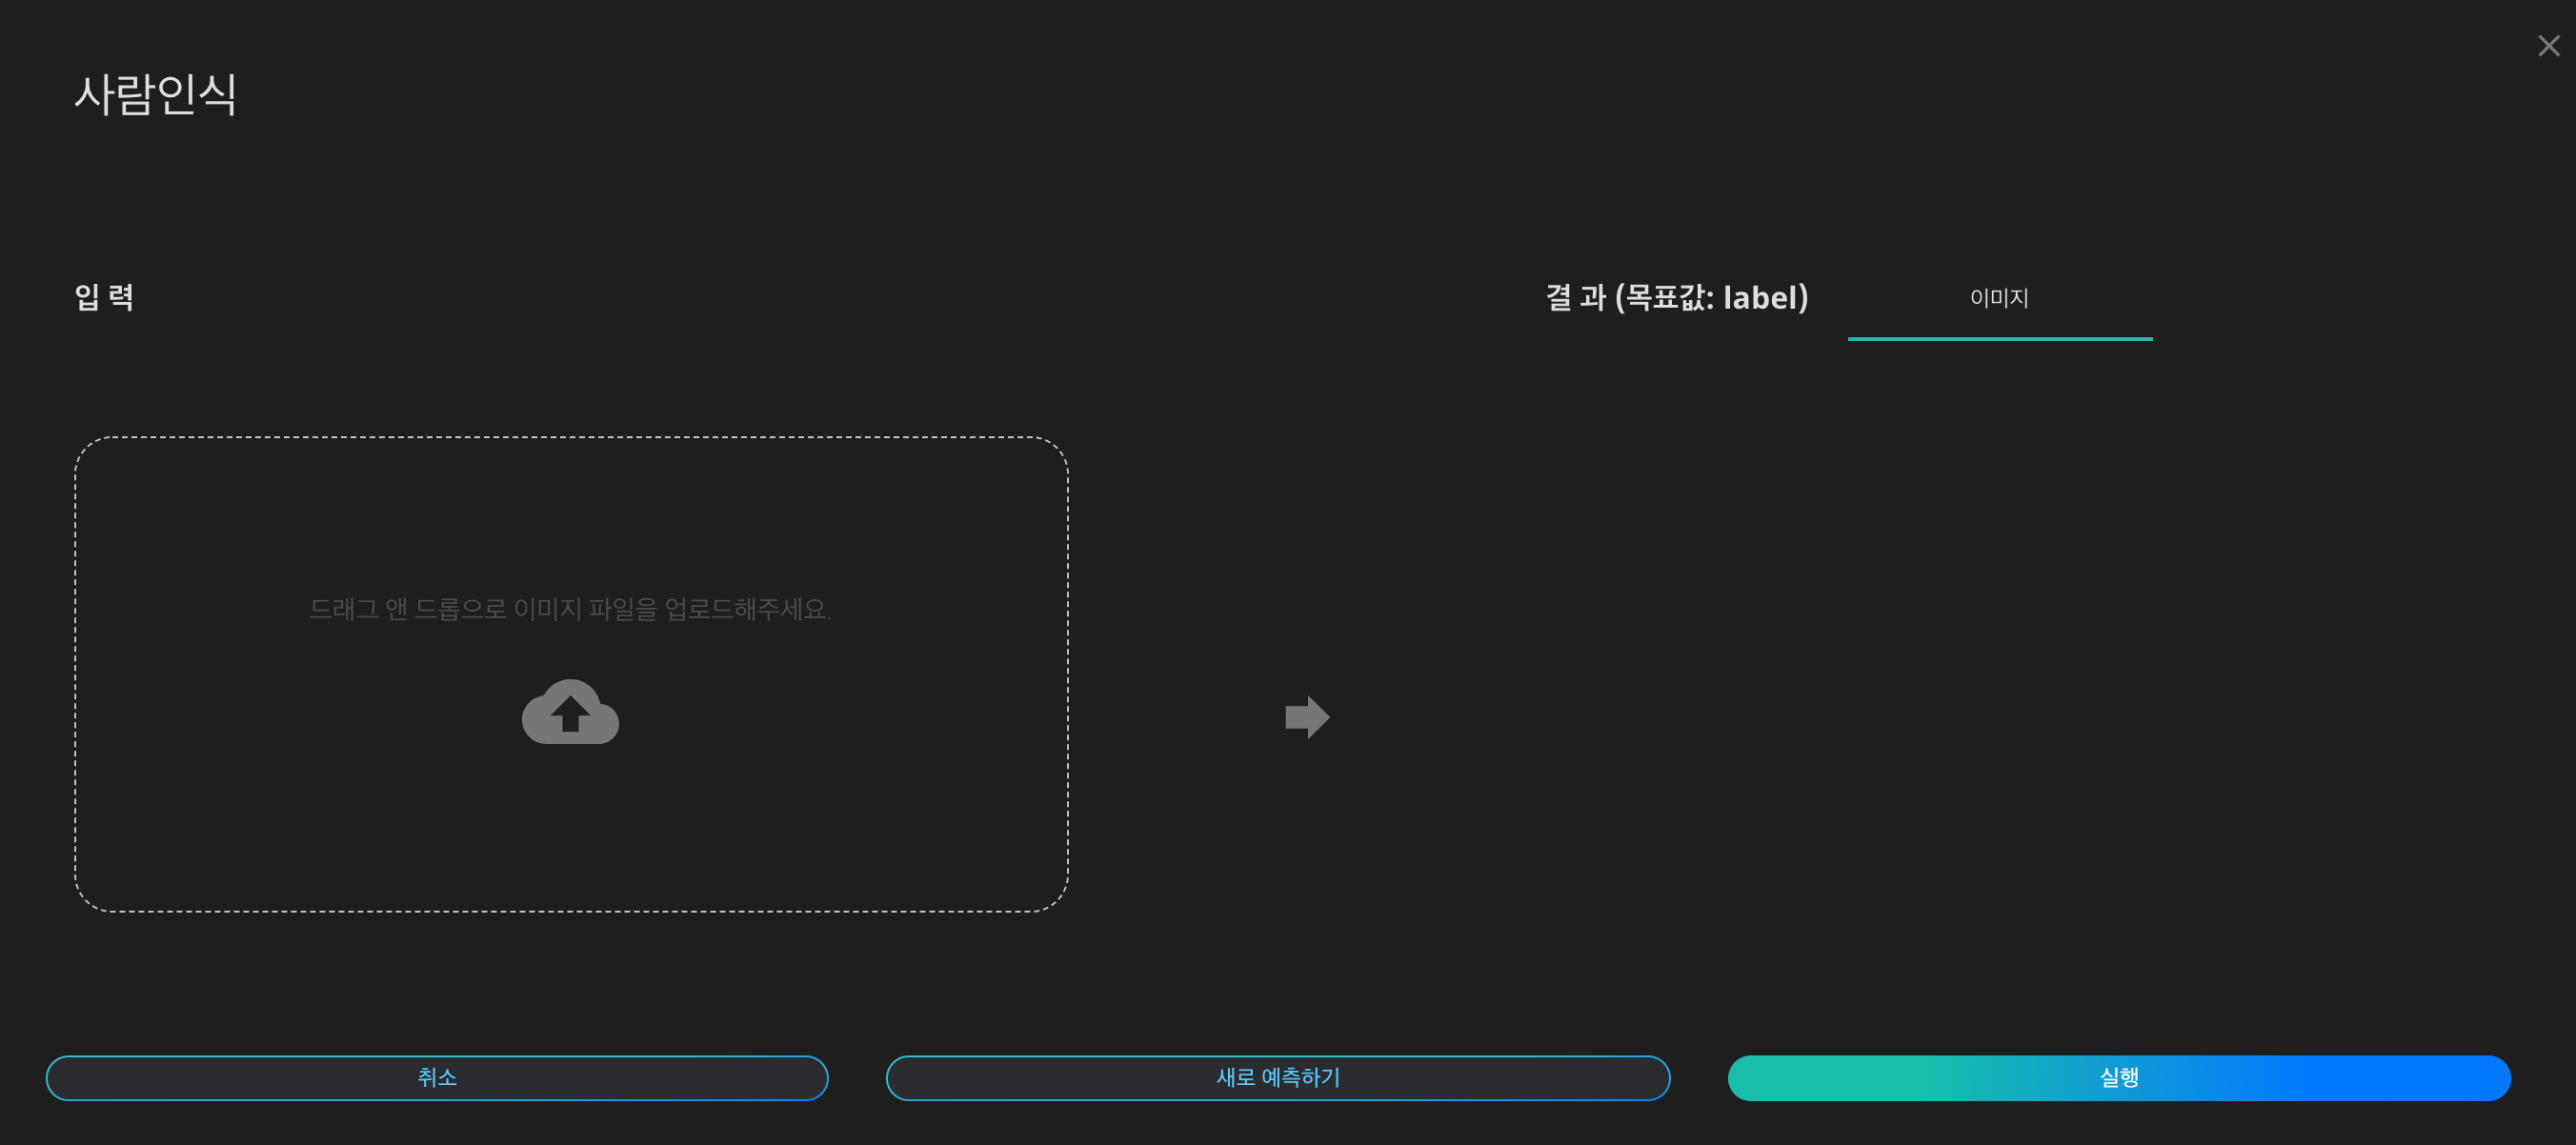 사람인식
입 력
결 과 (목표값: label)
이미지
드래그 앤 드롭으로 이미지 파일을 업로드해주세요.
취소
새로 예측하기
실행